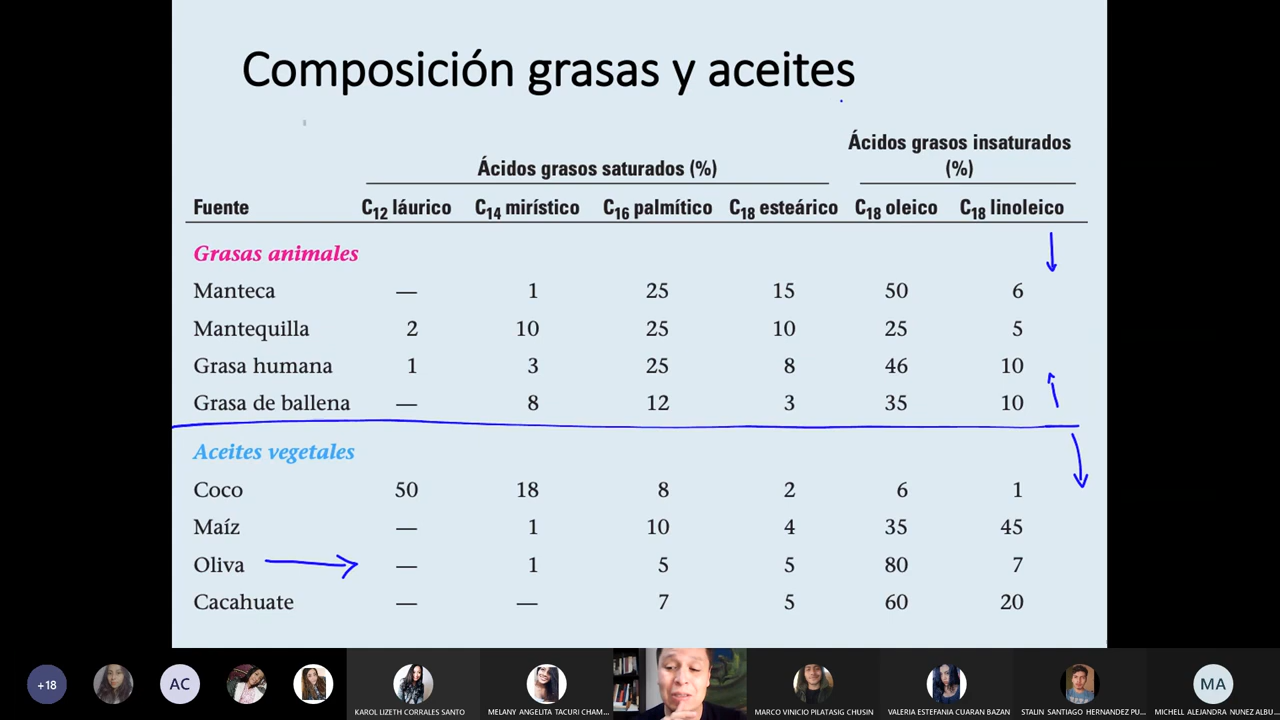 Composición grasas y aceites
Ácidos grasos saturados (%) Ácidos grasos insaturados (%)
Fuente C12 láurico C14 mirístico C16 palmítico C18 esteárico C18 oleico C18 linoleico
Grasas animales
Manteca — 1 25 15 50 6
Mantequilla 2 10 25 10 25 5
Grasa humana 1 3 25 8 46 10
Grasa de ballena — 8 12 3 35 10
Aceites vegetales
Coco 50 18 8 2 6 1
Maíz — 1 10 4 35 45
Oliva — 1 5 5 80 7
Cacahuate — — 7 5 60 20
+18 AC MA
KAROL LIZETH CORRALES SANTO MELANY ANGELITA TACURI CHAM... MARCO VINICIO PILATASIG CHUSIN VALERIA ESTEFANIA CUARAN BAZAN STALIN SANTIAGO HERNANDEZ PU... MICHELL ALEJANDRA NUNEZ ALBU...